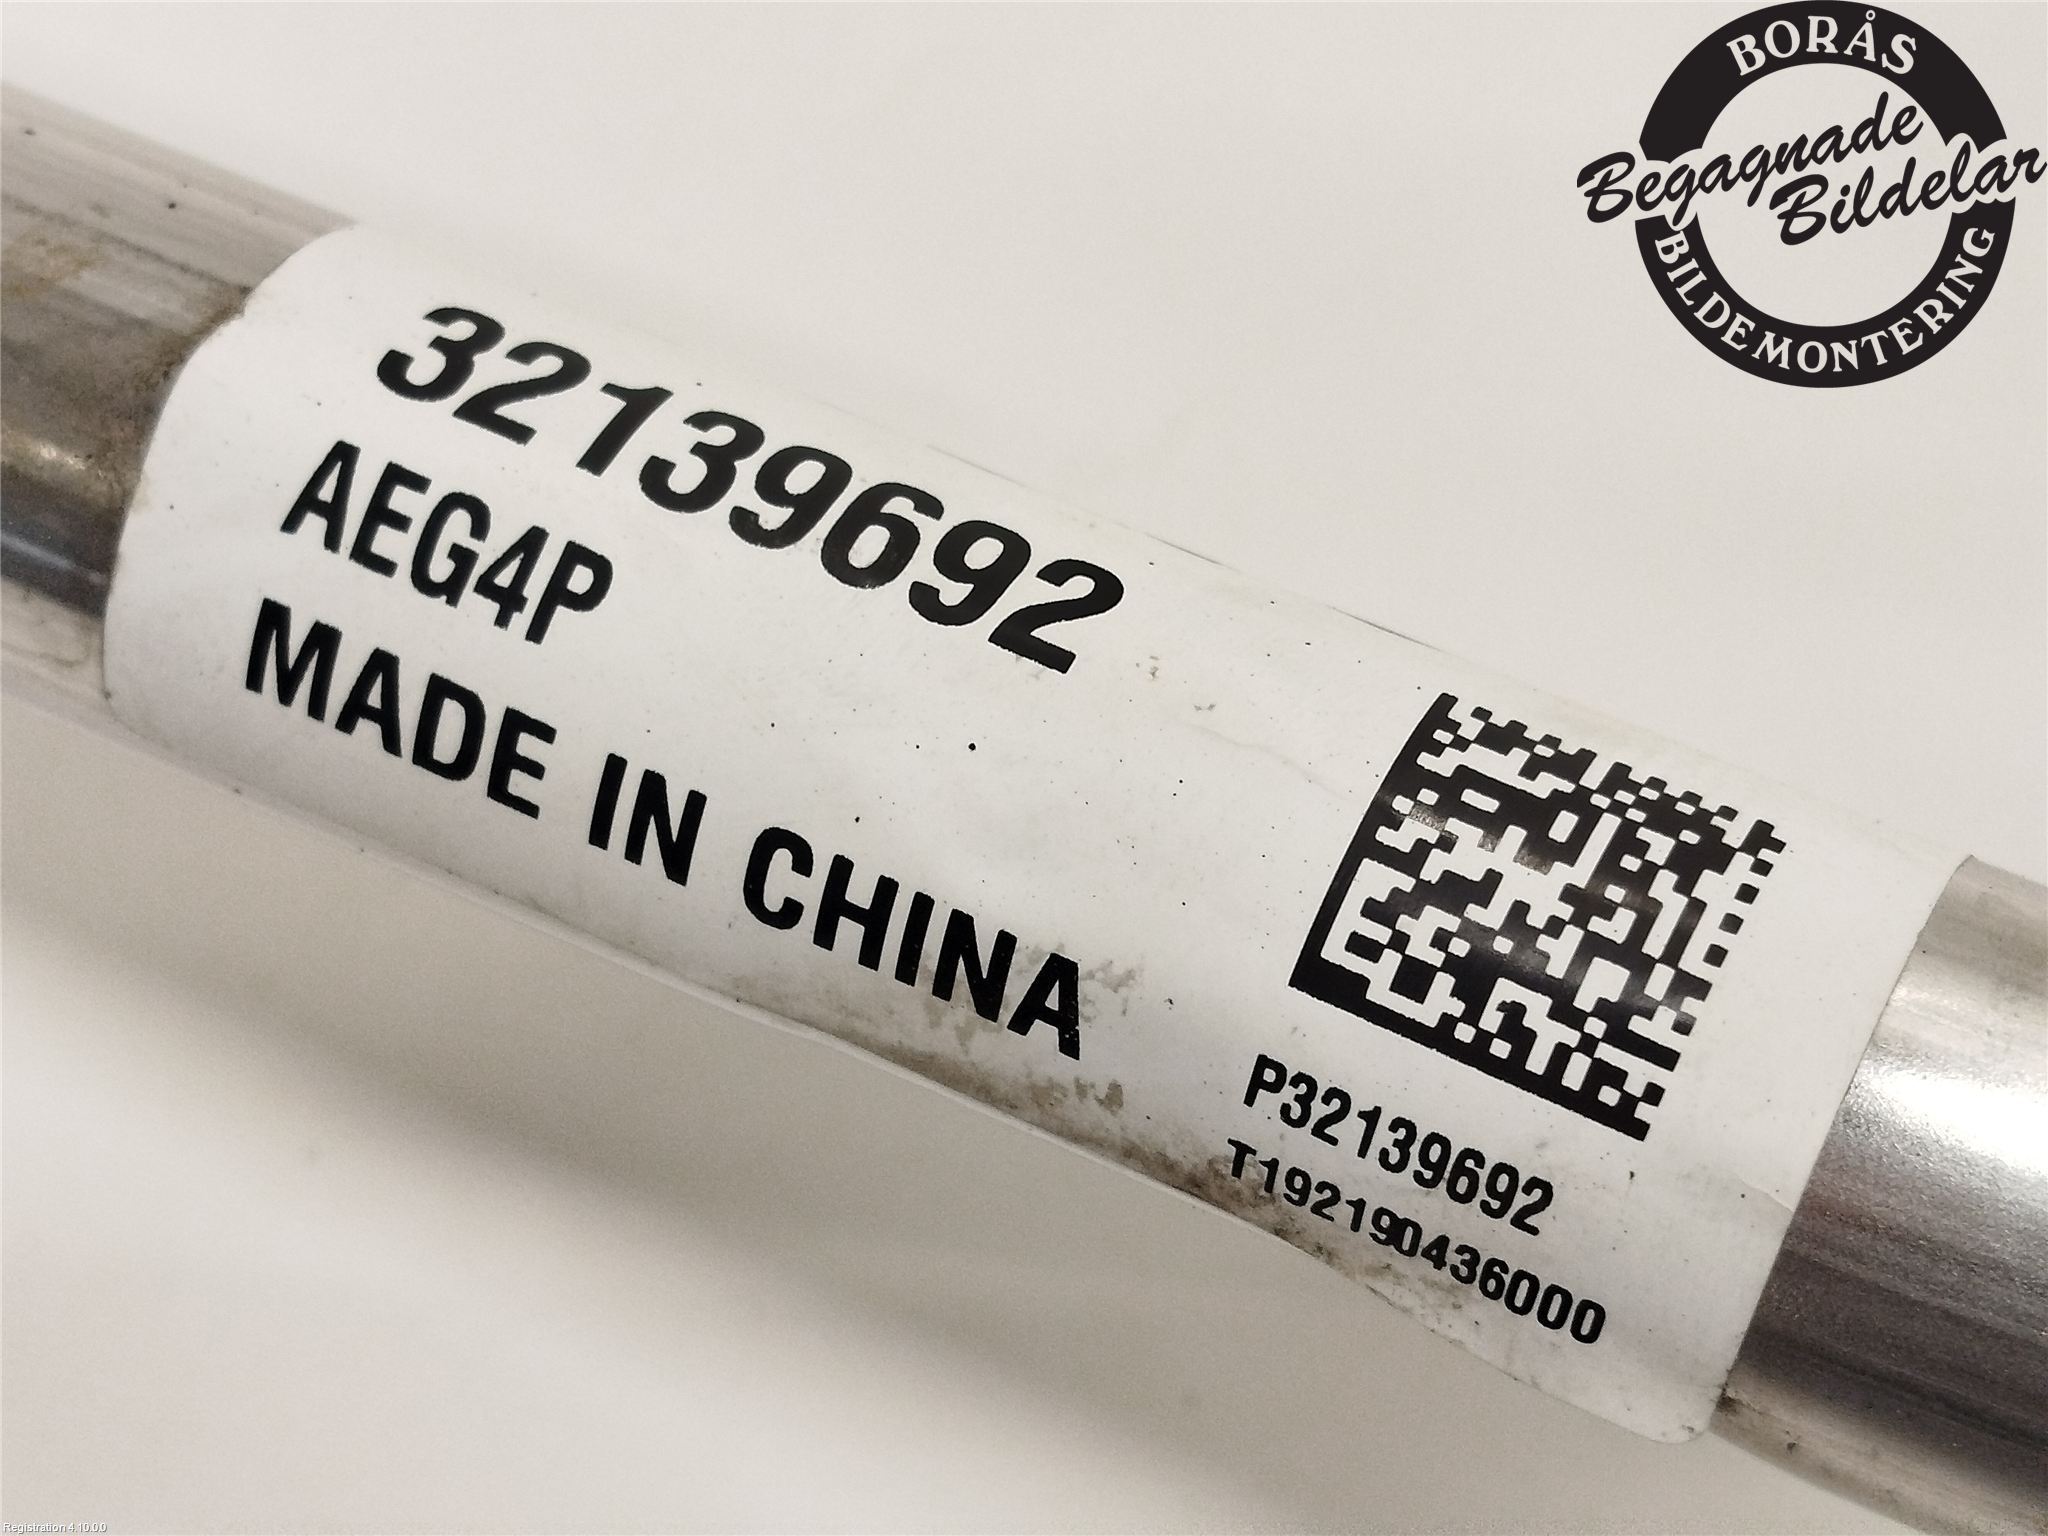 BORÅS
Begagnade
Bildelar
BILDEMONTERING
32139692
AEG4P
MADE IN CHINA
P32139692
T192190436000
Registration 4.10.0.0